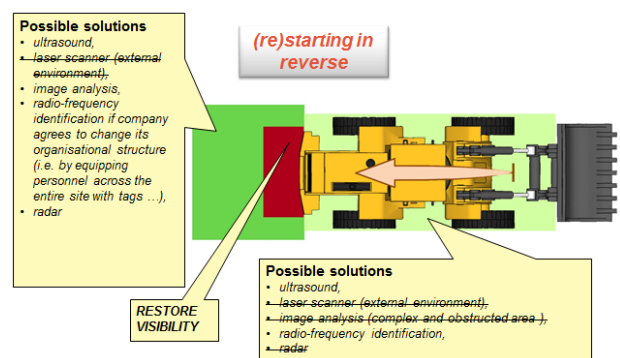 Possible solutions
• ultrasound,
• laser scanner (external
environment),
• image analysis,
• radio-frequency
identification if company
agrees to change its
organisational structure
(i.e. by equipping
personnel across the
entire site with tags ...),
• radar
(re)starting in
reverse
RESTORE
VISIBILITY
Possible solutions
• ultrasound,
• laser scanner (external environment),
• image analysis (complex and obstructed area ),
• radio-frequency identification,
• radar